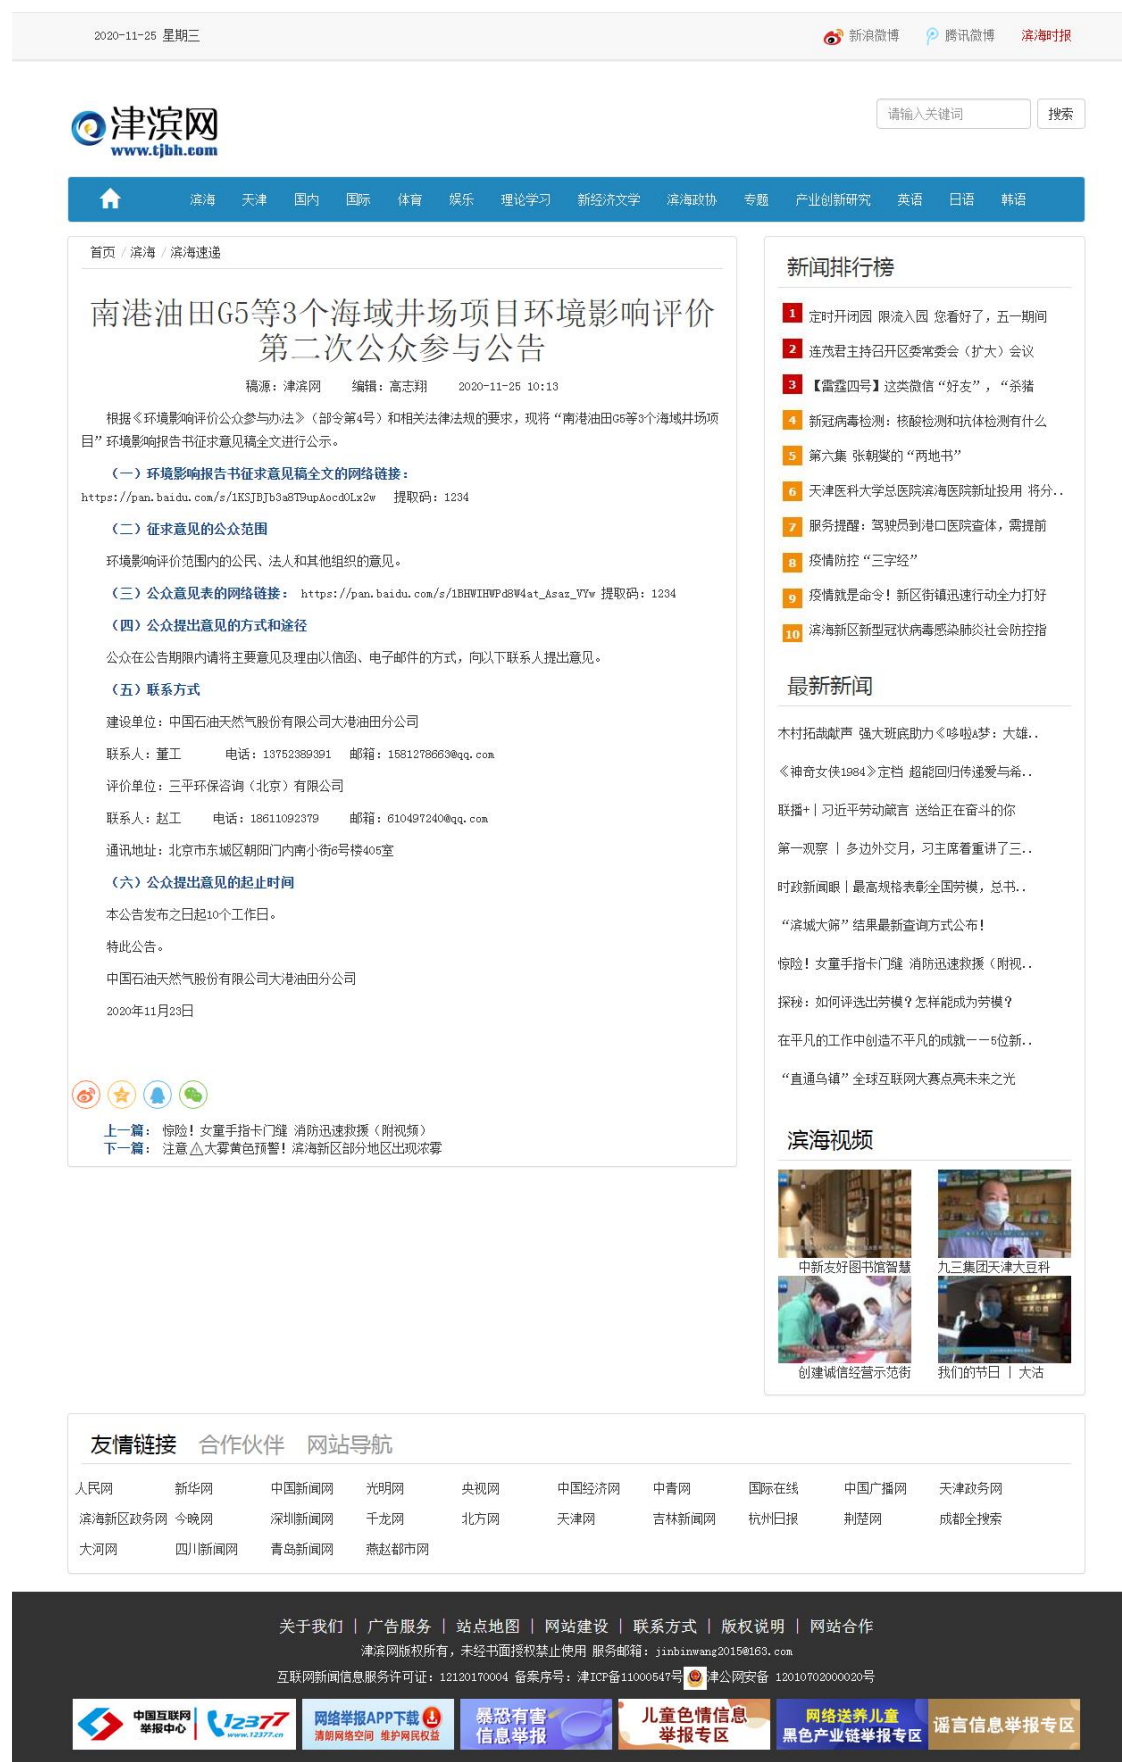 2020-11-25 星期三
新浪微博 腾讯微博 滨海时报
津滨网
www.tjbh.com
请输入关键词 搜索
滨海 天津 国内 国际 体育 娱乐 理论学习 新经济文学 滨海政协 专题 产业创新研究 英语 日语 韩语
首页 / 滨海 / 滨海速递
南港油田G5等3个海域井场项目环境影响评价
第二次公众参与公告
稿源：津滨网 编辑：高志翔 2020-11-25 10:13
根据《环境影响评价公众参与办法》（部令第4号）和相关法律法规的要求，现将“南港油田G5等3个海域井场项
目”环境影响报告书征求意见稿全文进行公示。
（一）环境影响报告书征求意见稿全文的网络链接：
https://pan.baidu.com/s/1KSJBJb3a8T9upAocdOLx2w 提取码：1234
（二）征求意见的公众范围
环境影响评价范围内的公民、法人和其他组织的意见。
（三）公众意见表的网络链接： https://pan.baidu.com/s/1BHWIHWPd8W4at_Asaz_VYw 提取码：1234
（四）公众提出意见的方式和途径
公众在公告期限内请将主要意见及理由以信函、电子邮件的方式，向以下联系人提出意见。
（五）联系方式
建设单位：中国石油天然气股份有限公司大港油田分公司
联系人：董工 电话：13752389391 邮箱：1581278663@qq.com
评价单位：三平环保咨询（北京）有限公司
联系人：赵工 电话：18611092379 邮箱：610497240@qq.com
通讯地址：北京市东城区朝阳门内南小街6号楼405室
（六）公众提出意见的起止时间
本公告发布之日起10个工作日。
特此公告。
中国石油天然气股份有限公司大港油田分公司
2020年11月23日
上一篇： 惊险！女童手指卡门缝 消防迅速救援（附视频）
下一篇： 注意⚠大雾黄色预警！滨海新区部分地区出现浓雾
新闻排行榜
1 定时开闭园 限流入园 您看好了，五一期间
2 连茂君主持召开区委常委会（扩大）会议
3 【雷霆四号】这类微信“好友”，“杀猪
4 新冠病毒检测：核酸检测和抗体检测有什么
5 第六集 张朝燮的“两地书”
6 天津医科大学总医院滨海医院新址投用 将分..
7 服务提醒：驾驶员到港口医院查体，需提前
8 疫情防控“三字经”
9 疫情就是命令！新区街镇迅速行动全力打好
10 滨海新区新型冠状病毒感染肺炎社会防控指
最新新闻
木村拓哉献声 强大班底助力《哆啦A梦：大雄..
《神奇女侠1984》定档 超能回归传递爱与希..
联播+丨习近平劳动箴言 送给正在奋斗的你
第一观察 丨 多边外交月，习主席着重讲了三..
时政新闻眼丨最高规格表彰全国劳模，总书..
“滨城大筛”结果最新查询方式公布！
惊险！女童手指卡门缝 消防迅速救援（附视..
探秘：如何评选出劳模？怎样能成为劳模？
在平凡的工作中创造不平凡的成就——5位新..
“直通乌镇”全球互联网大赛点亮未来之光
滨海视频
中新友好图书馆智慧 九三集团天津大豆科
创建诚信经营示范街 我们的节日 丨 大沽
友情链接 合作伙伴 网站导航
人民网 新华网 中国新闻网 光明网 央视网 中国经济网 中青网 国际在线 中国广播网 天津政务网
滨海新区政务网 今晚网 深圳新闻网 千龙网 北方网 天津网 吉林新闻网 杭州日报 荆楚网 成都全搜索
大河网 四川新闻网 青岛新闻网 燕赵都市网
关于我们 | 广告服务 | 站点地图 | 网站建设 | 联系方式 | 版权说明 | 网站合作
津滨网版权所有，未经书面授权禁止使用 服务邮箱：jinbinwang2015@163.com
互联网新闻信息服务许可证：12120170004 备案序号：津ICP备11000547号 津公网安备 12010702000020号
中国互联网
举报中心
12377
www.12377.cn
网络举报APP下载
清朗网络空间 维护网民权益
暴恐有害
信息举报
儿童色情信息
举报专区
网络送养儿童
黑色产业链举报专区
谣言信息举报专区